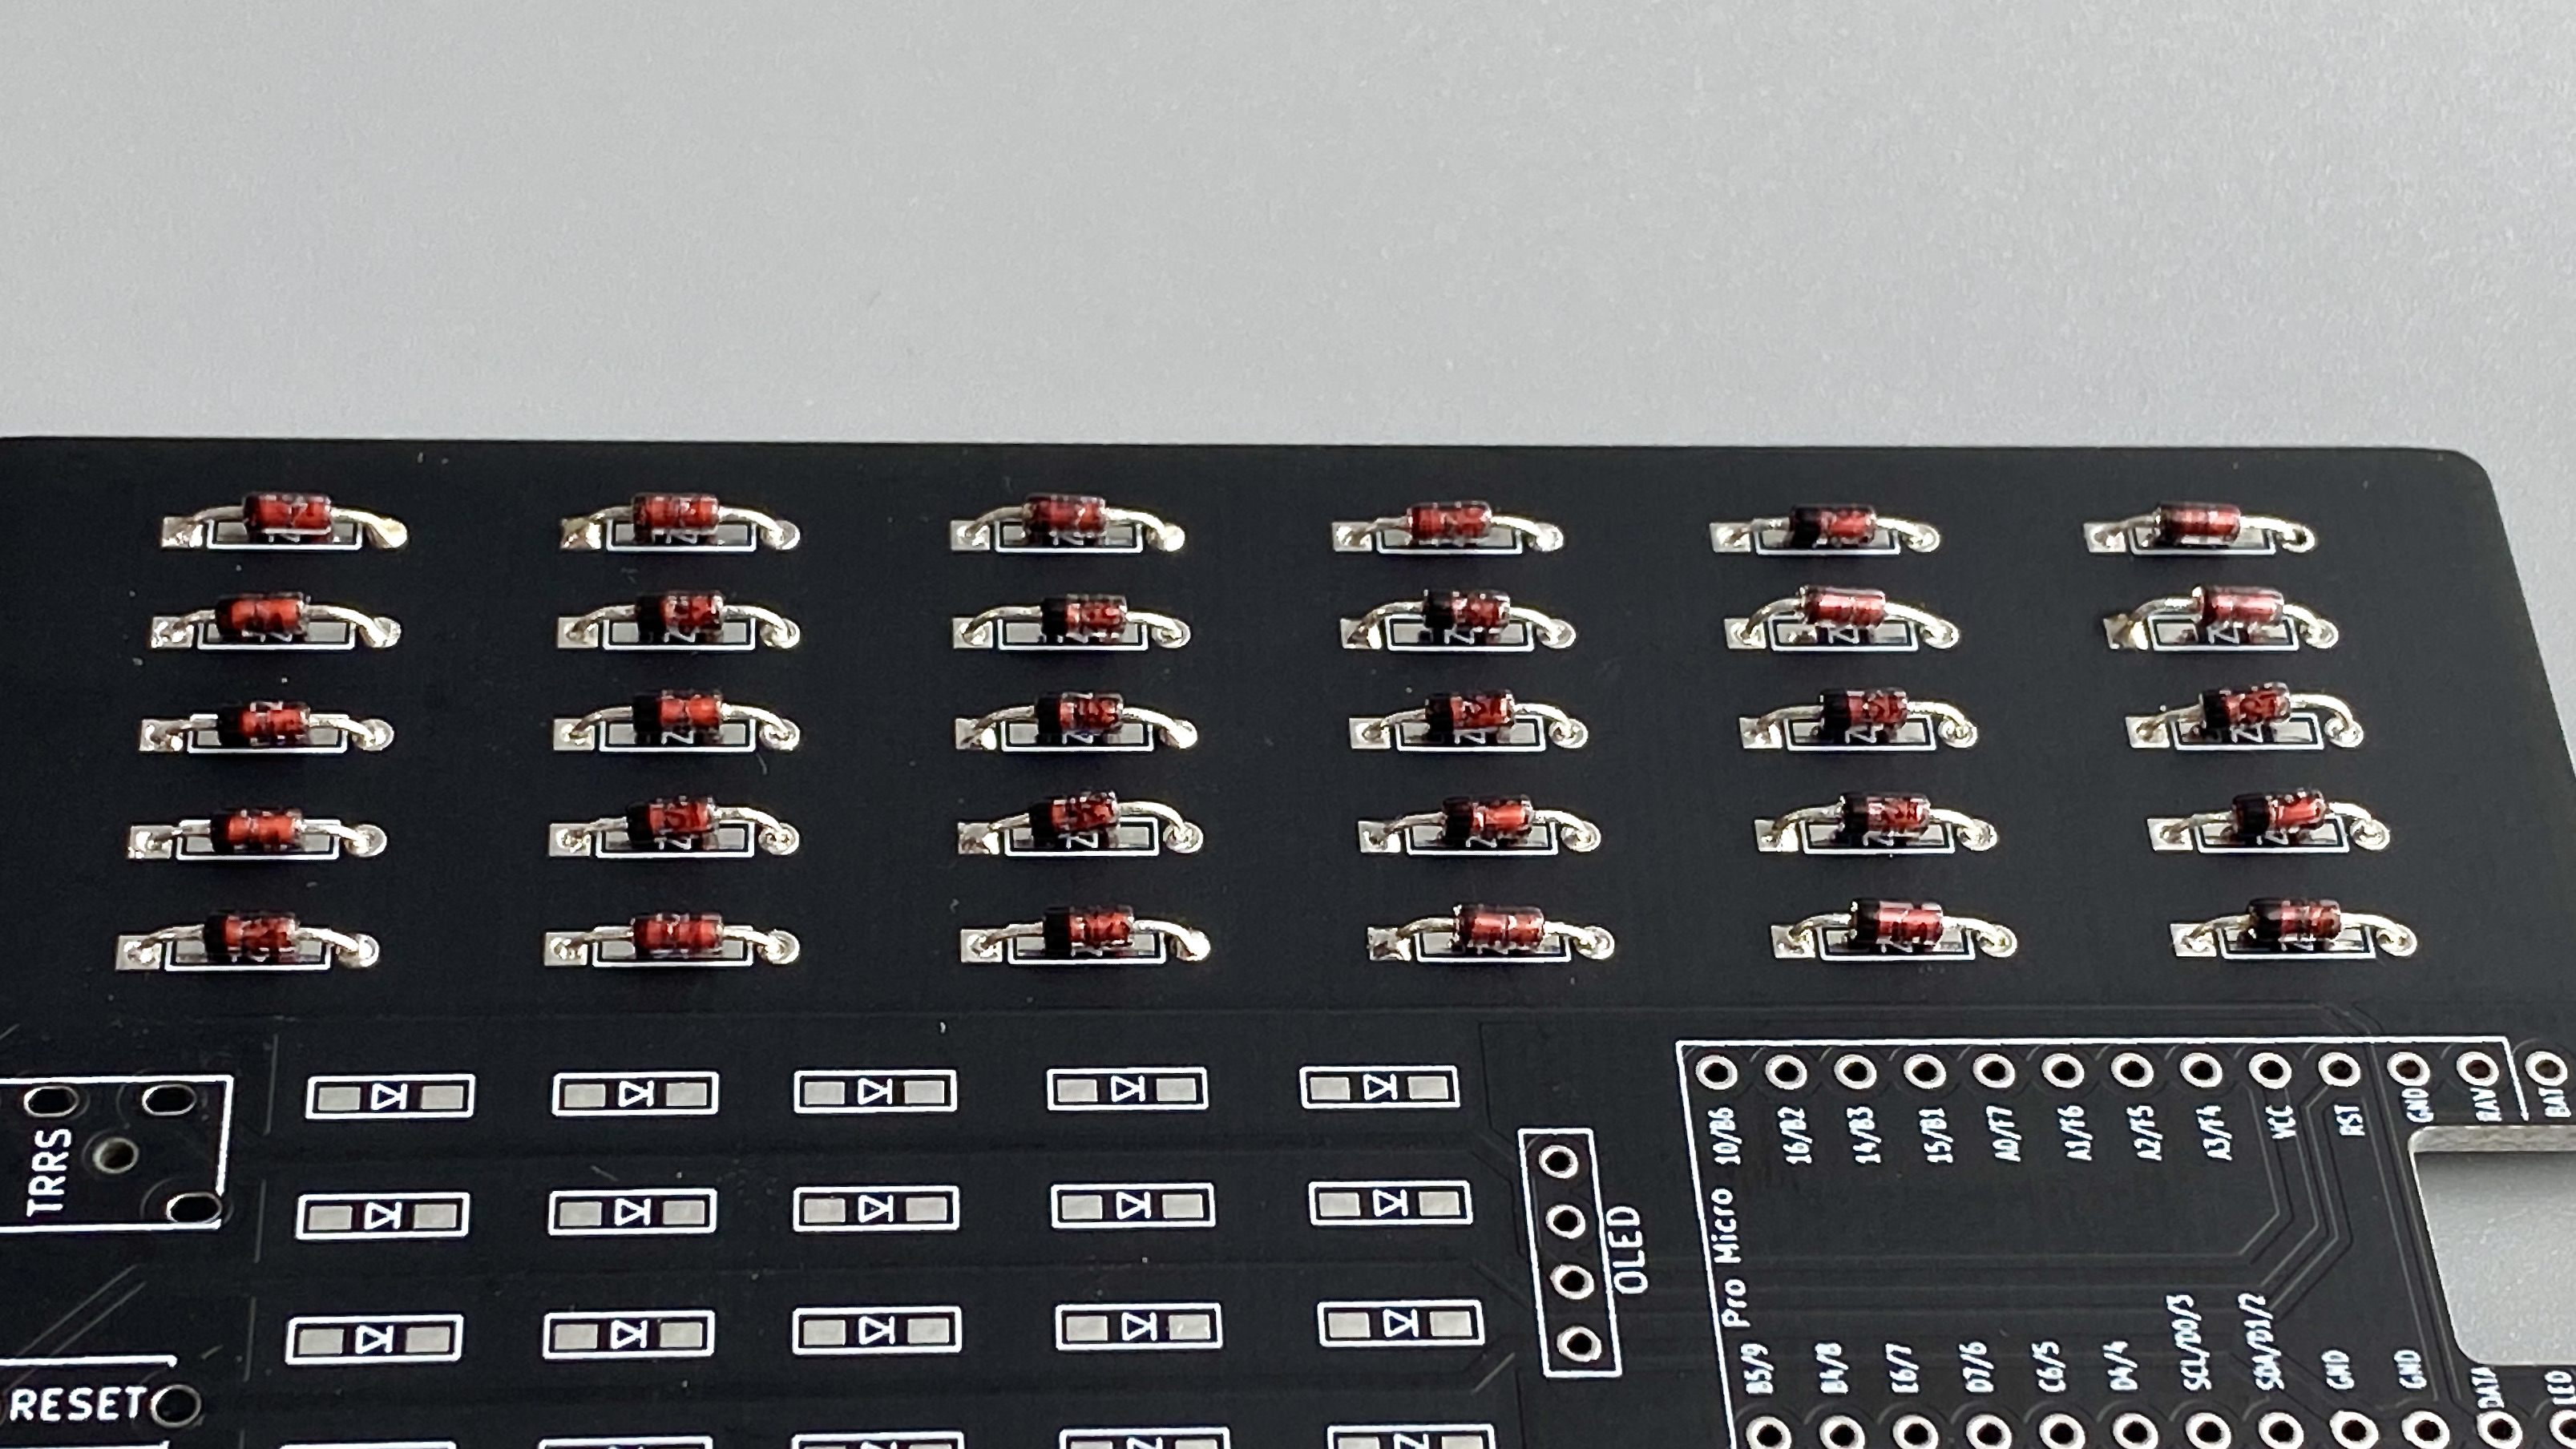 10/B6
16/B2
14/B3
15/B1
A0/F7
A1/F6
A2/F5
A3/F4
VCC
RST
GND
RAW
BAT
TRRS
OLED
Pro Micro
RESET
B5/9
B4/8
E6/7
D7/6
C6/5
D4/4
SCL/D0/3
SDA/D1/2
GND
GND
DATA
LED